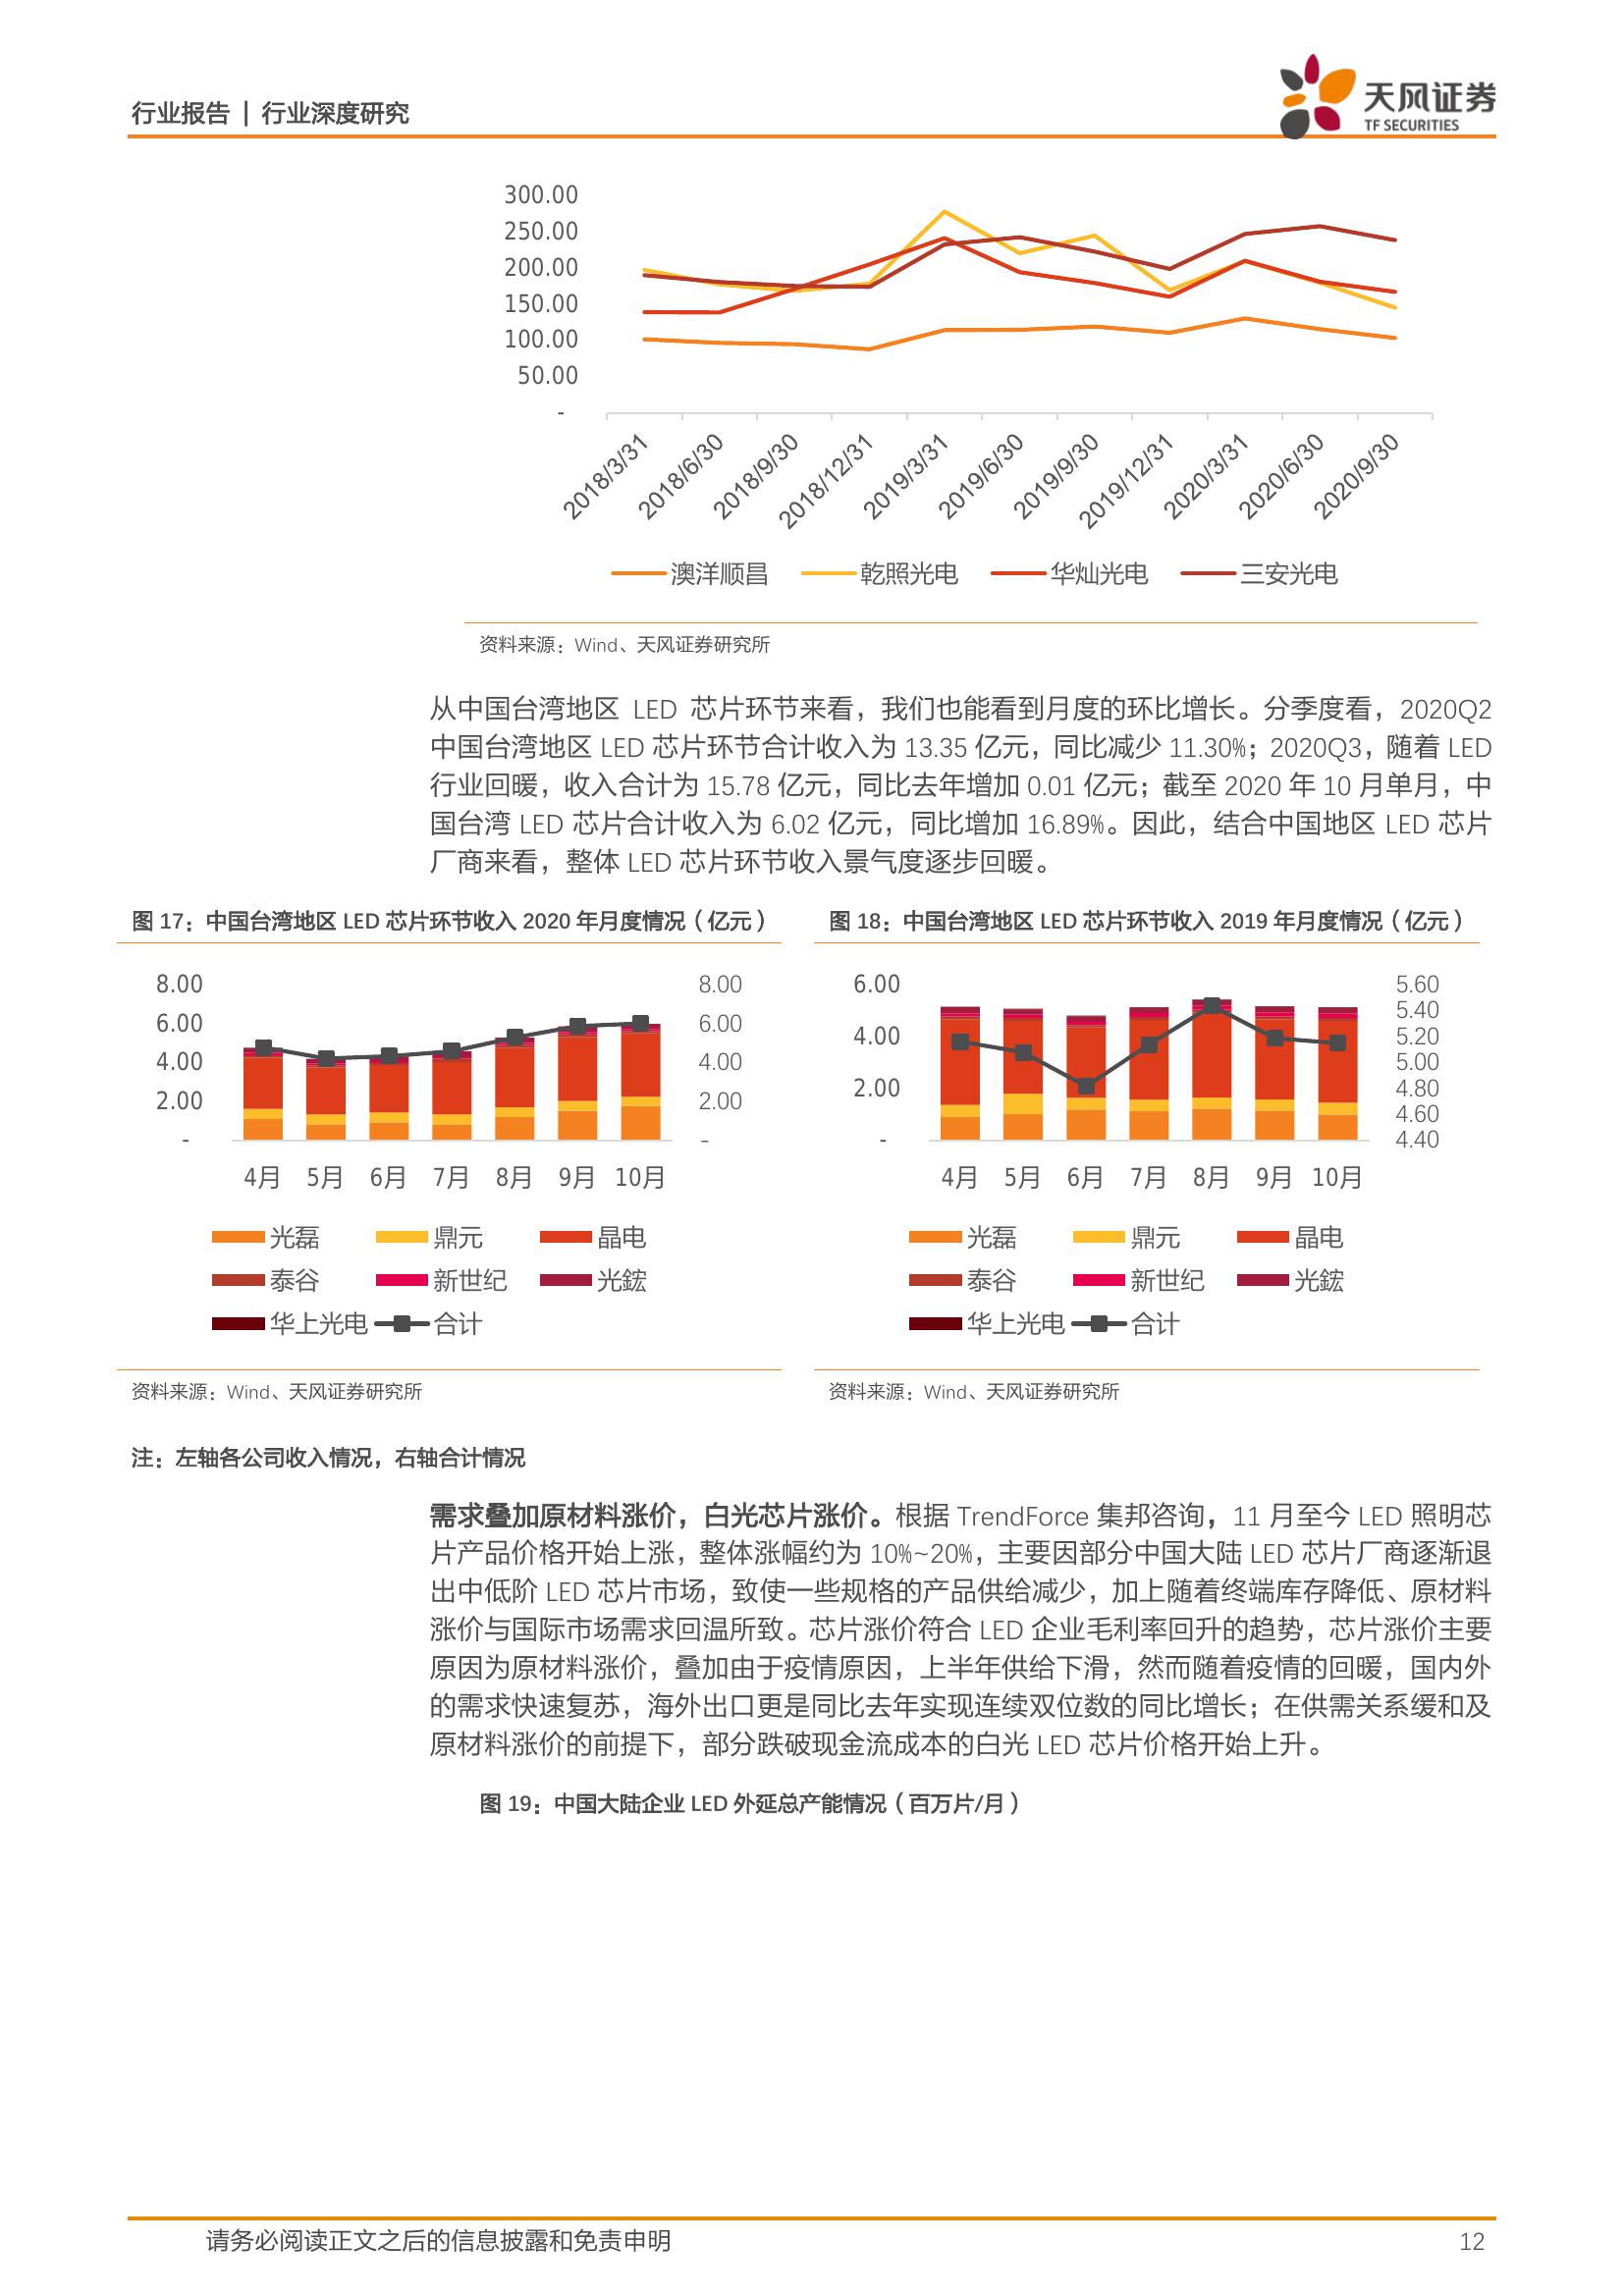 行业报告 | 行业深度研究
天风证券
TF SECURITIES
300.00
250.00
200.00
150.00
100.00
50.00
-
2018/3/31
2018/6/30
2018/9/30
2018/12/31
2019/3/31
2019/6/30
2019/9/30
2019/12/31
2020/3/31
2020/6/30
2020/9/30
澳洋顺昌 乾照光电 华灿光电 三安光电
资料来源：Wind、天风证券研究所
从中国台湾地区 LED 芯片环节来看，我们也能看到月度的环比增长。分季度看，2020Q2
中国台湾地区 LED 芯片环节合计收入为 13.35 亿元，同比减少 11.30%；2020Q3，随着 LED
行业回暖，收入合计为 15.78 亿元，同比去年增加 0.01 亿元；截至 2020 年 10 月单月，中
国台湾 LED 芯片合计收入为 6.02 亿元，同比增加 16.89%。因此，结合中国地区 LED 芯片
厂商来看，整体 LED 芯片环节收入景气度逐步回暖。
图 17：中国台湾地区 LED 芯片环节收入 2020 年月度情况（亿元）
8.00
6.00
4.00
2.00
-
8.00
6.00
4.00
2.00
-
4月 5月 6月 7月 8月 9月 10月
光磊 鼎元 晶电
泰谷 新世纪 光鋐
华上光电 合计
资料来源：Wind、天风证券研究所
图 18：中国台湾地区 LED 芯片环节收入 2019 年月度情况（亿元）
6.00
4.00
2.00
-
5.60
5.40
5.20
5.00
4.80
4.60
4.40
4月 5月 6月 7月 8月 9月 10月
光磊 鼎元 晶电
泰谷 新世纪 光鋐
华上光电 合计
资料来源：Wind、天风证券研究所
注：左轴各公司收入情况，右轴合计情况
需求叠加原材料涨价，白光芯片涨价。根据 TrendForce 集邦咨询，11 月至今 LED 照明芯
片产品价格开始上涨，整体涨幅约为 10%~20%，主要因部分中国大陆 LED 芯片厂商逐渐退
出中低阶 LED 芯片市场，致使一些规格的产品供给减少，加上随着终端库存降低、原材料
涨价与国际市场需求回温所致。芯片涨价符合 LED 企业毛利率回升的趋势，芯片涨价主要
原因为原材料涨价，叠加由于疫情原因，上半年供给下滑，然而随着疫情的回暖，国内外
的需求快速复苏，海外出口更是同比去年实现连续双位数的同比增长；在供需关系缓和及
原材料涨价的前提下，部分跌破现金流成本的白光 LED 芯片价格开始上升。
图 19：中国大陆企业 LED 外延总产能情况（百万片/月）
请务必阅读正文之后的信息披露和免责申明
12